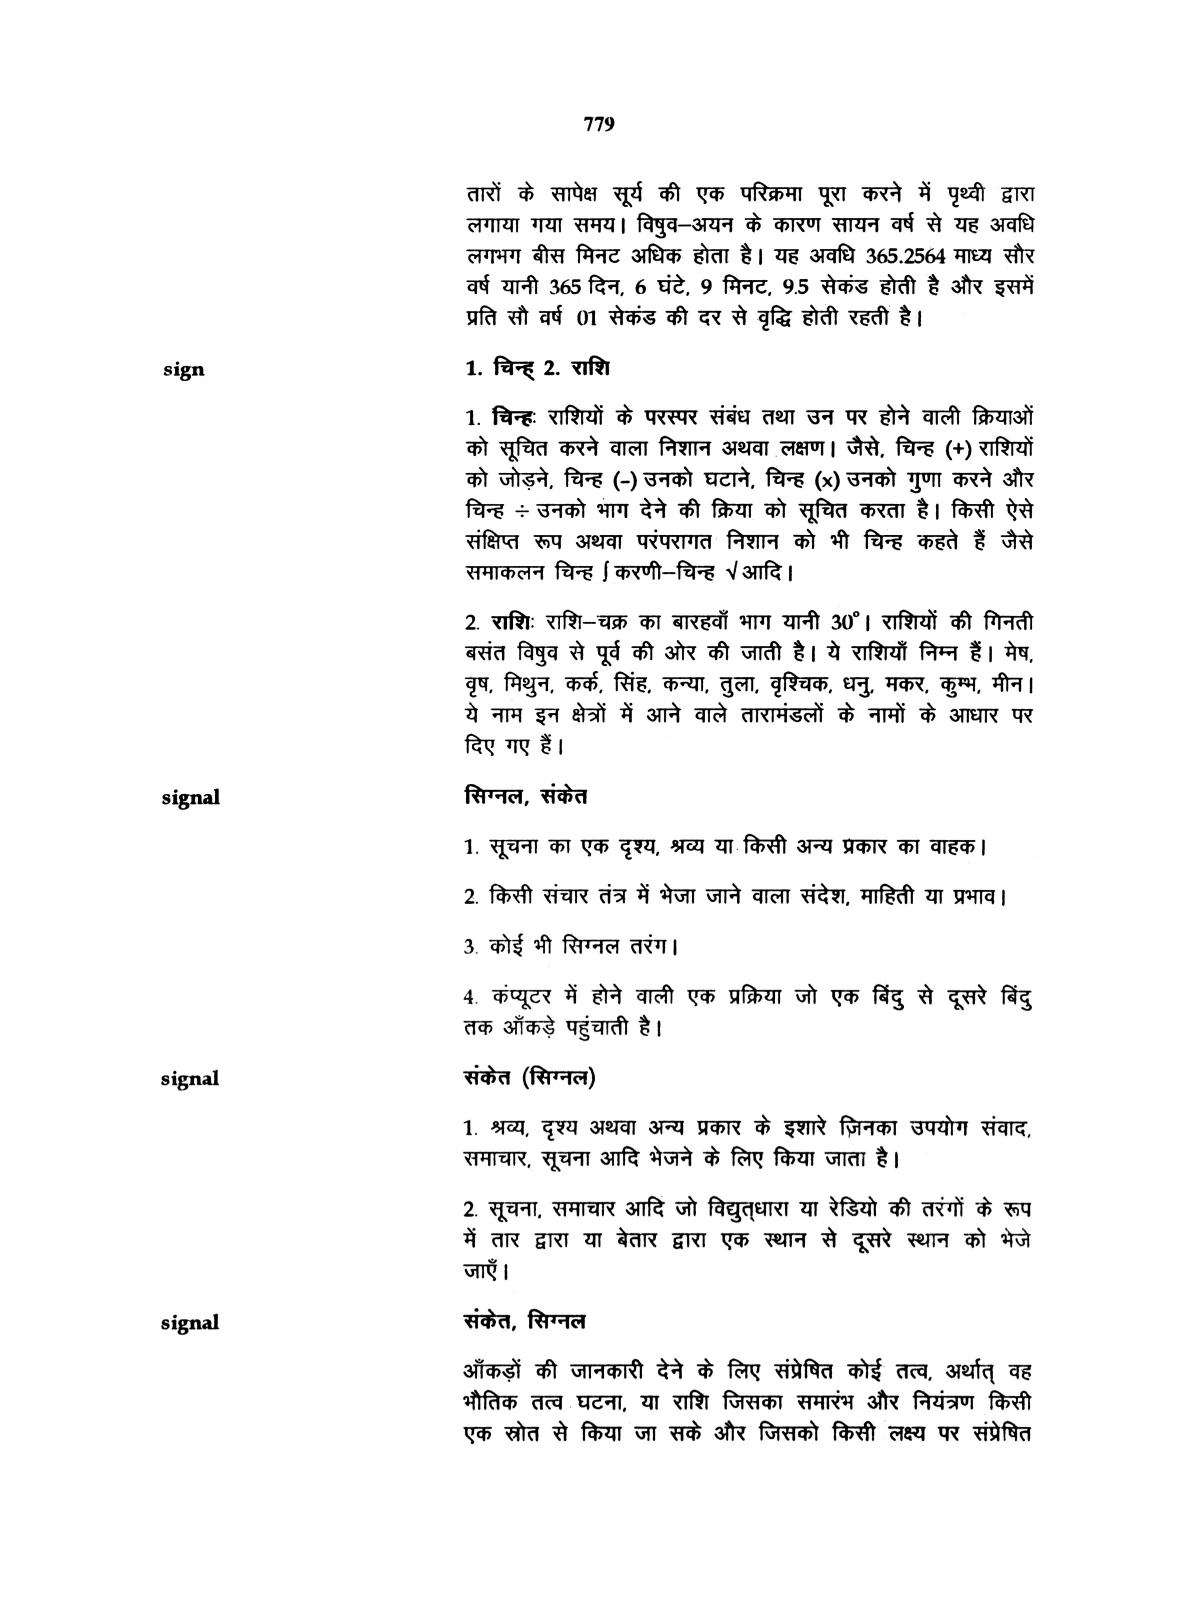 779
तारों के सापेक्ष सूर्य की एक परिक्रमा पूरा करने में पृथ्वी द्वारा
लगाया गया समय। विषुव–अयन के कारण सायन वर्ष से यह अवधि
लगभग बीस मिनट अधिक होता है। यह अवधि 365.2564 माध्य सौर
वर्ष यानी 365 दिन, 6 घंटे, 9 मिनट, 9.5 सेकंड होती है और इसमें
प्रति सौ वर्ष 01 सेकंड की दर से वृद्धि होती रहती है।
sign 1. चिन्ह् 2. राशि
1. चिन्हः राशियों के परस्पर संबंध तथा उन पर होने वाली क्रियाओं
को सूचित करने वाला निशान अथवा लक्षण। जैसे, चिन्ह (+) राशियों
को जोड़ने, चिन्ह (–) उनको घटाने, चिन्ह (x) उनको गुणा करने और
चिन्ह ÷ उनको भाग देने की क्रिया को सूचित करता है। किसी ऐसे
संक्षिप्त रूप अथवा परंपरागत निशान को भी चिन्ह कहते हैं जैसे
समाकलन चिन्ह ∫ करणी–चिन्ह √ आदि।
2. राशिः राशि–चक्र का बारहवाँ भाग यानी 30°। राशियों की गिनती
बसंत विषुव से पूर्व की ओर की जाती है। ये राशियाँ निम्न हैं। मेष,
वृष, मिथुन, कर्क, सिंह, कन्या, तुला, वृश्चिक, धनु, मकर, कुम्भ, मीन।
ये नाम इन क्षेत्रों में आने वाले तारामंडलों के नामों के आधार पर
दिए गए हैं।
signal सिग्नल, संकेत
1. सूचना का एक दृश्य, श्रव्य या किसी अन्य प्रकार का वाहक।
2. किसी संचार तंत्र में भेजा जाने वाला संदेश, माहिती या प्रभाव।
3. कोई भी सिग्नल तरंग।
4. कंप्यूटर में होने वाली एक प्रक्रिया जो एक बिंदु से दूसरे बिंदु
तक आँकड़े पहुंचाती है।
signal संकेत (सिग्नल)
1. श्रव्य, दृश्य अथवा अन्य प्रकार के इशारे जिनका उपयोग संवाद,
समाचार, सूचना आदि भेजने के लिए किया जाता है।
2. सूचना, समाचार आदि जो विद्युत्धारा या रेडियो की तरंगों के रूप
में तार द्वारा या बेतार द्वारा एक स्थान से दूसरे स्थान को भेजे
जाएँ।
signal संकेत, सिग्नल
आँकड़ों की जानकारी देने के लिए संप्रेषित कोई तत्व, अर्थात् वह
भौतिक तत्व घटना, या राशि जिसका समारंभ और नियंत्रण किसी
एक स्रोत से किया जा सके और जिसको किसी लक्ष्य पर संप्रेषित